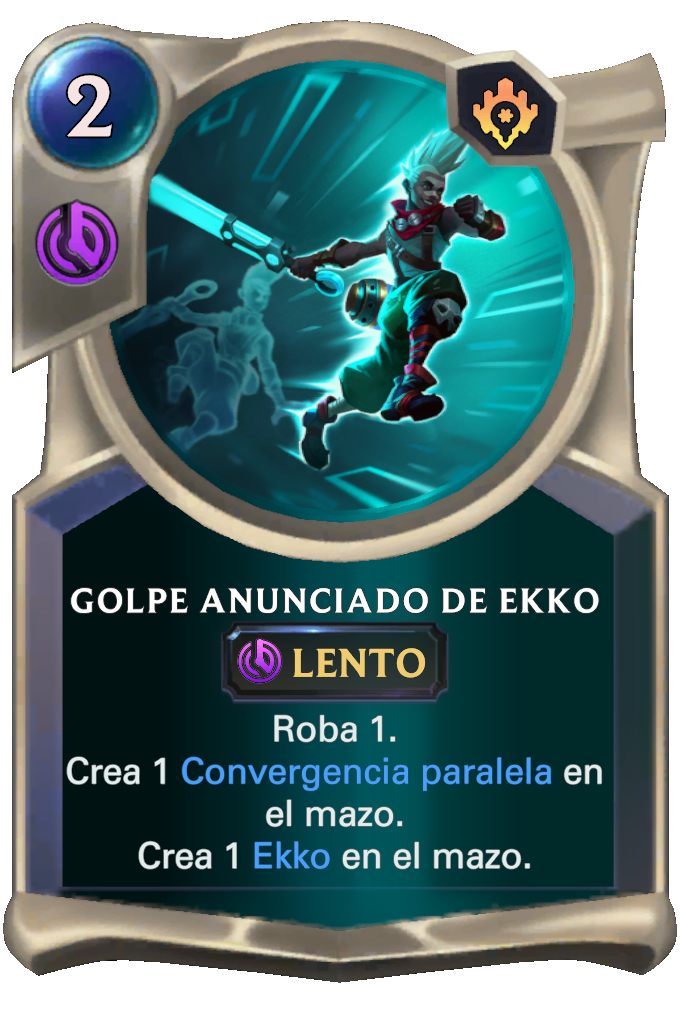 2
GOLPE ANUNCIADO DE EKKO
LENTO
Roba 1.
Crea 1 Convergencia paralela en
el mazo.
Crea 1 Ekko en el mazo.